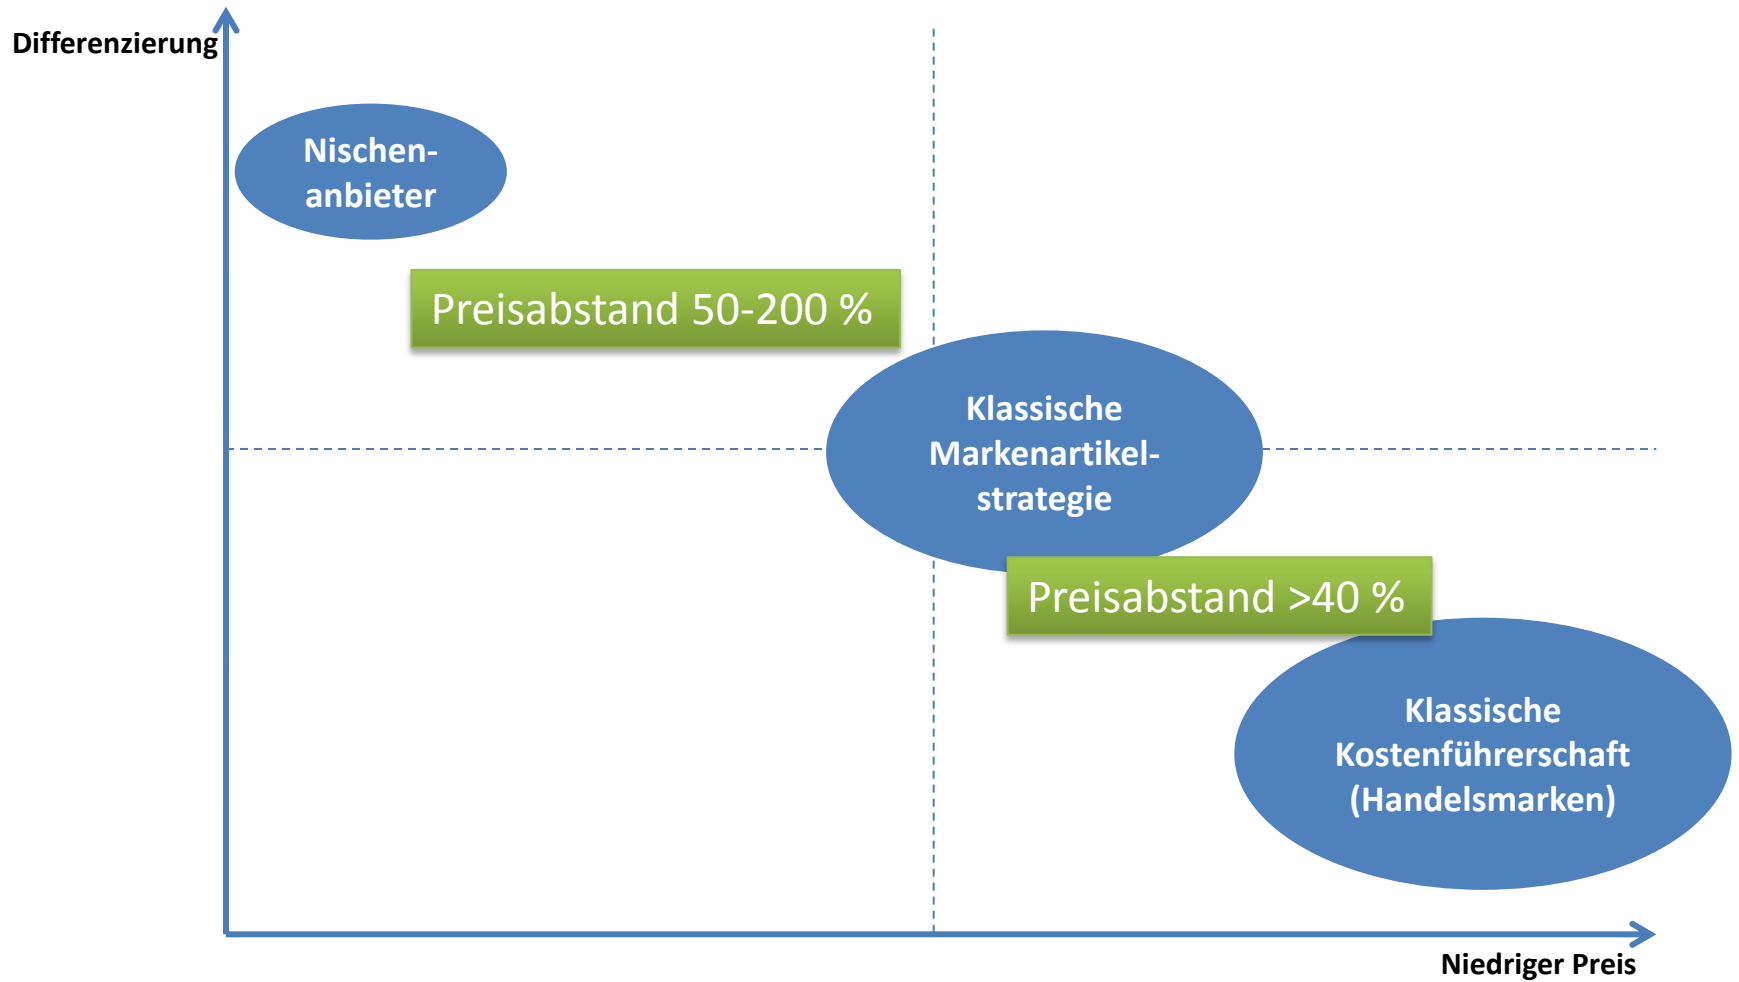 Differenzierung
Nischen-
anbieter
Preisabstand 50-200 %
Klassische
Markenartikel-
strategie
Preisabstand >40 %
Klassische
Kostenführerschaft
(Handelsmarken)
Niedriger Preis